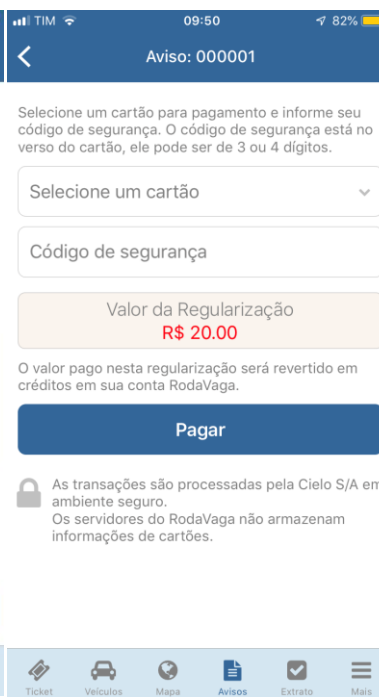 TIM 09:50 82%
Aviso: 000001
Selecione um cartão para pagamento e informe seu
código de segurança. O código de segurança está no
verso do cartão, ele pode ser de 3 ou 4 dígitos.
Selecione um cartão
Código de segurança
Valor da Regularização
R$ 20.00
O valor pago nesta regularização será revertido em
créditos em sua conta RodaVaga.
Pagar
As transações são processadas pela Cielo S/A em
ambiente seguro.
Os servidores do RodaVaga não armazenam
informações de cartões.
Ticket Veículos Mapa Avisos Extrato Mais